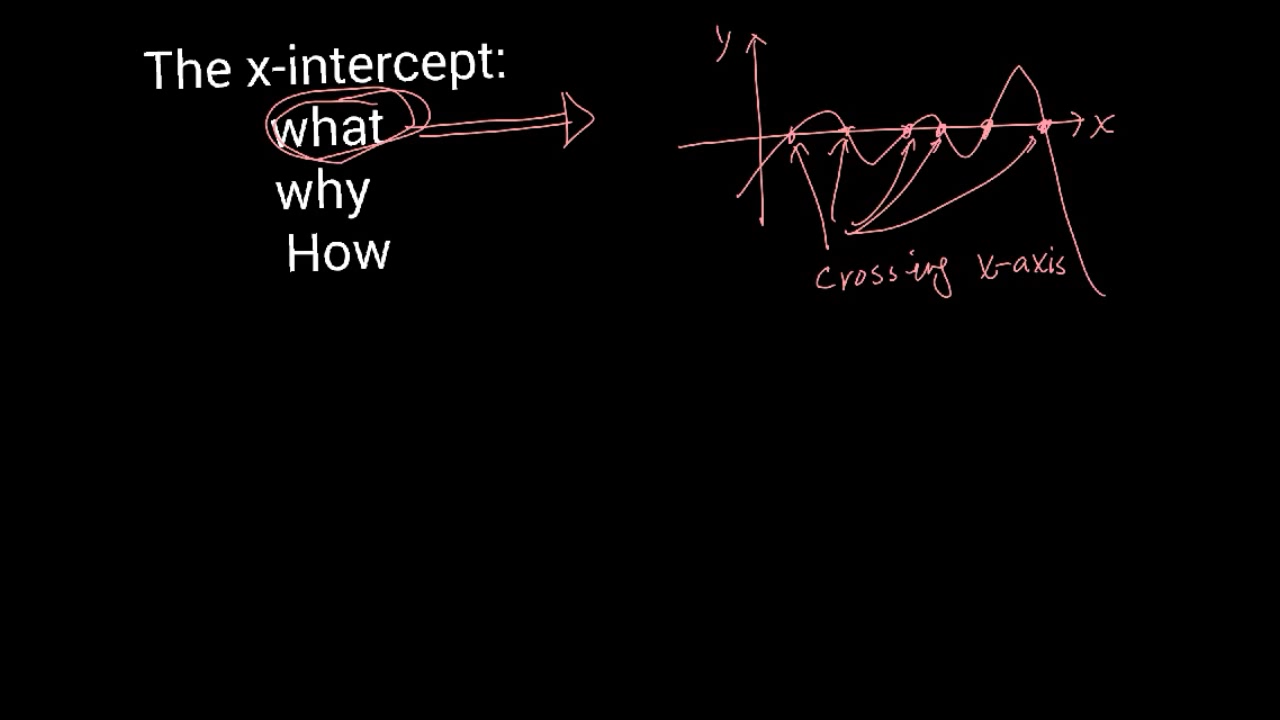 The x-intercept:
what
why
How
y
x
crossing x-axis